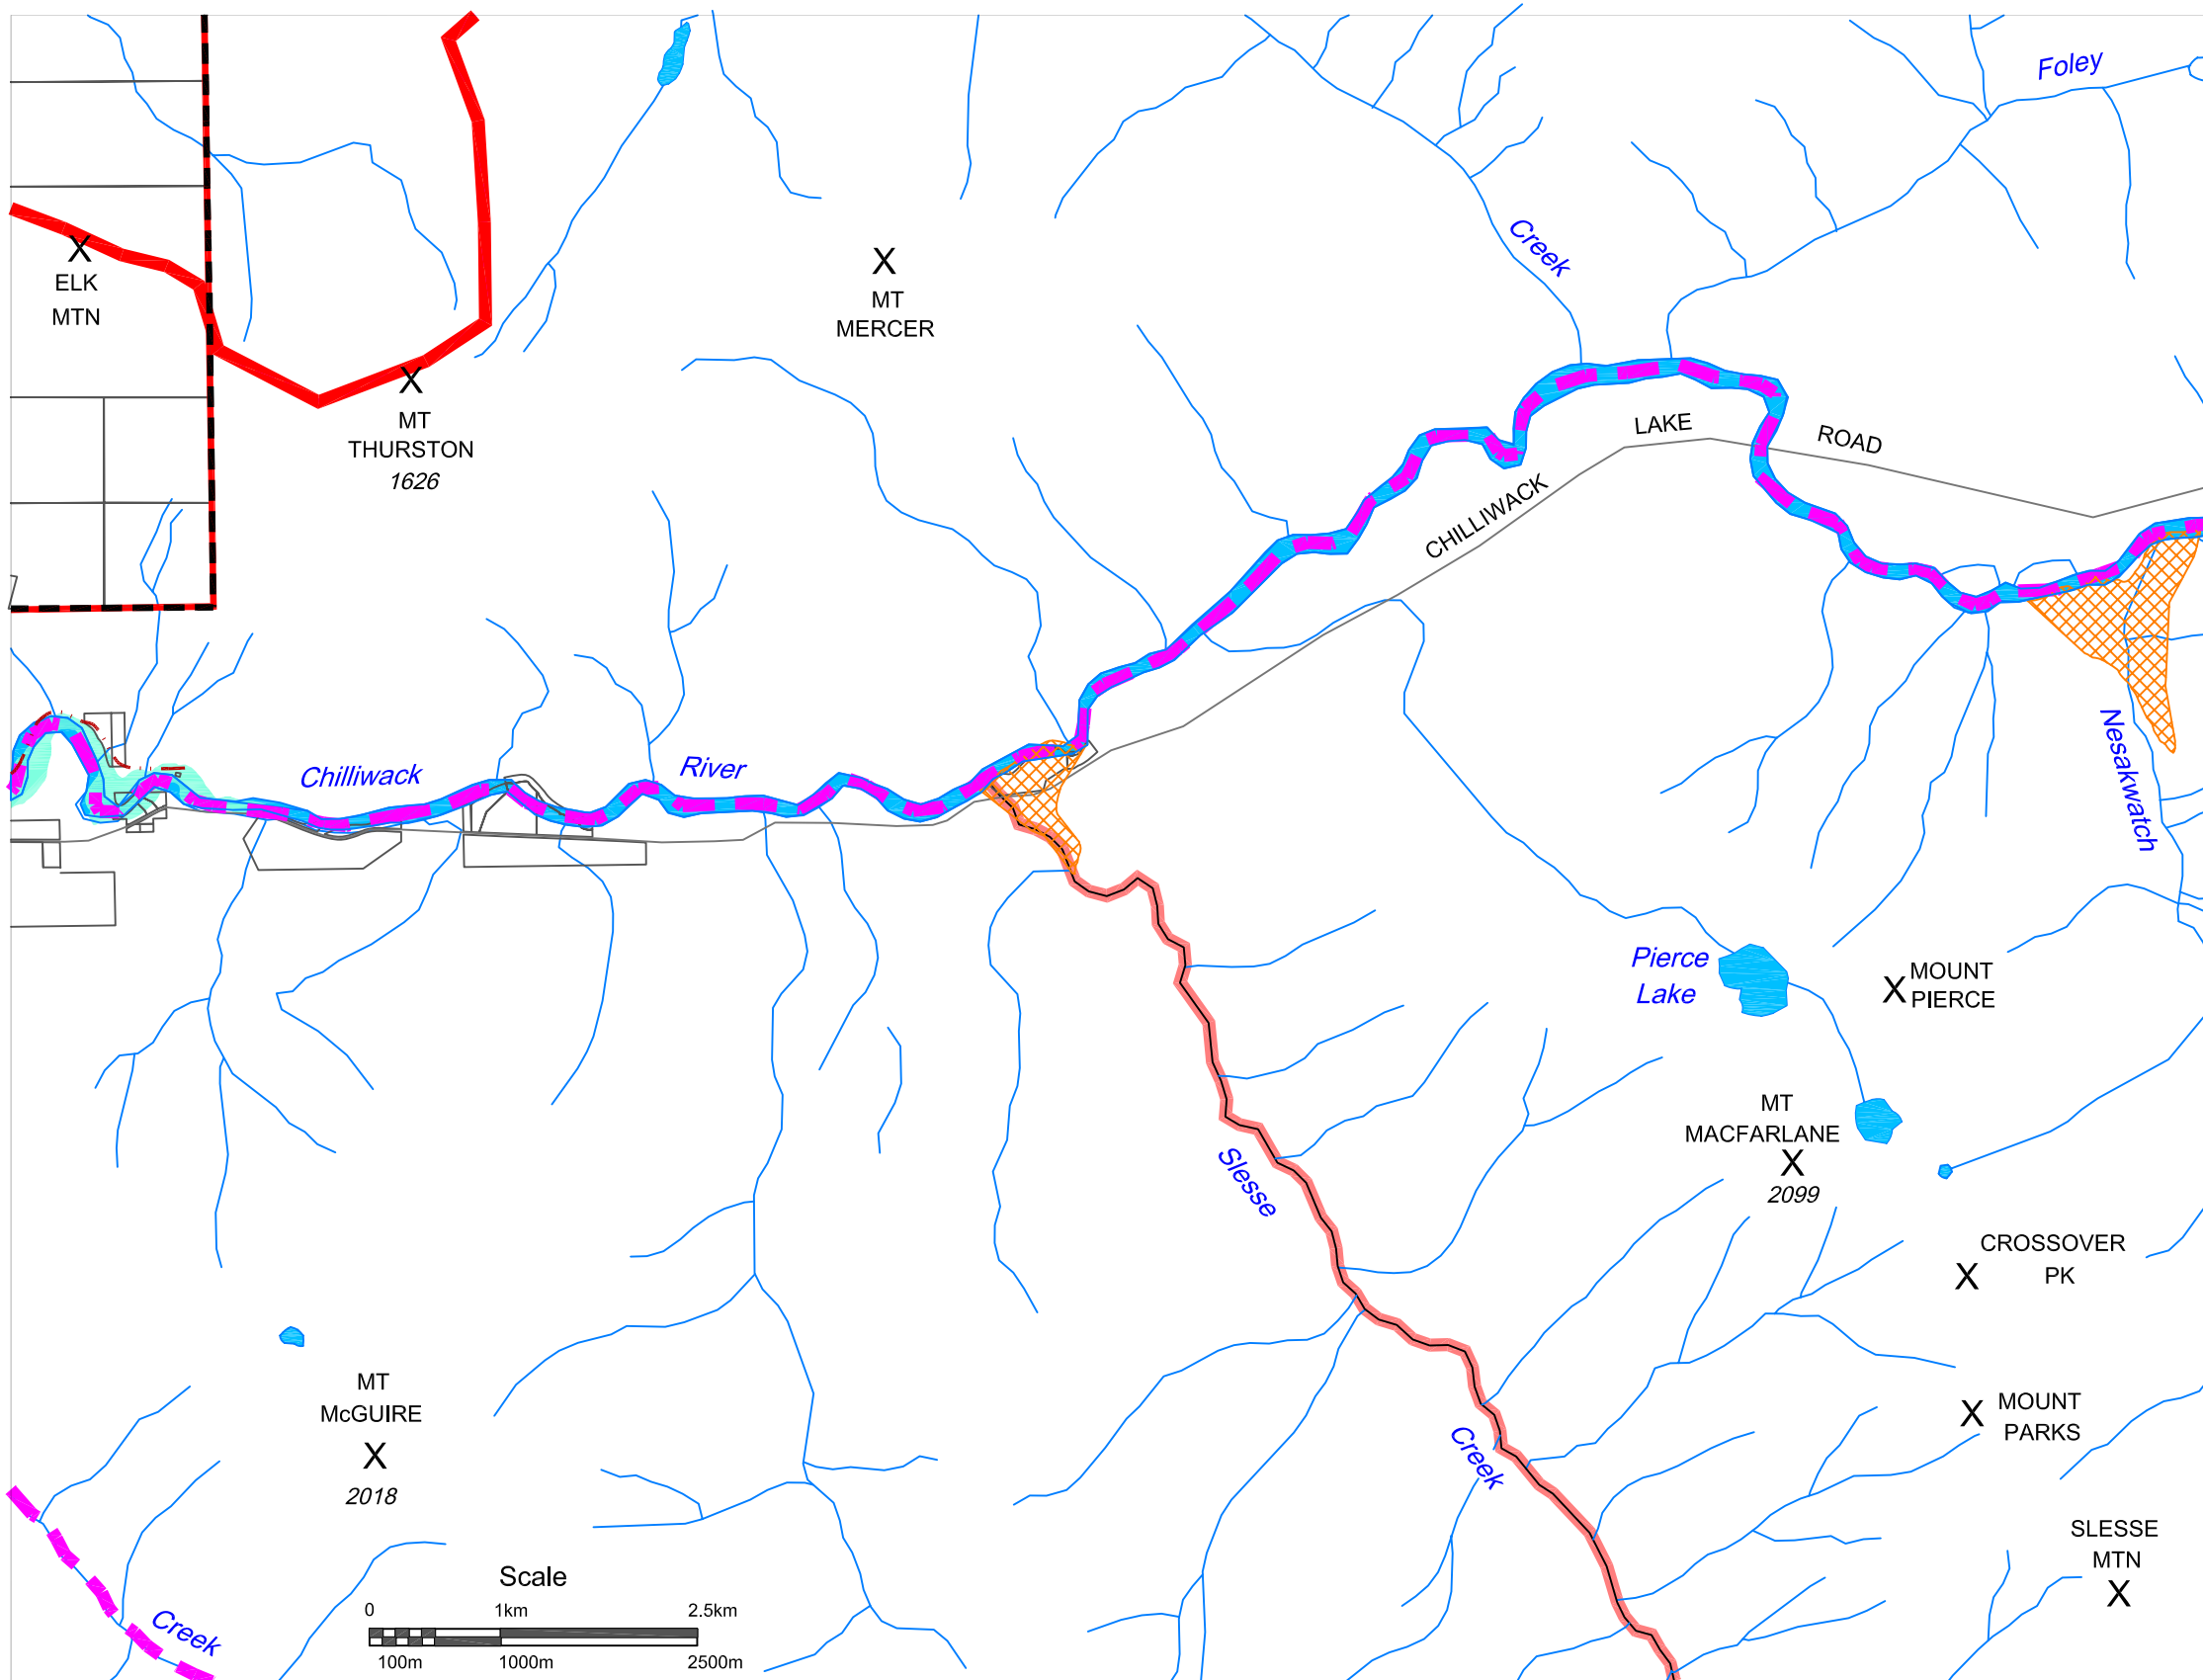 Foley
Creek
ELK
MTN
MT
MERCER
MT
THURSTON
1626
LAKE
ROAD
CHILLIWACK
Chilliwack
River
Nesakwatch
Pierce
Lake
MOUNT
PIERCE
MT
MACFARLANE
2099
Slesse
CROSSOVER
PK
MT
McGUIRE
2018
MOUNT
PARKS
Creek
SLESSE
MTN
Scale
0 1km 2.5km
100m 1000m 2500m
Creek